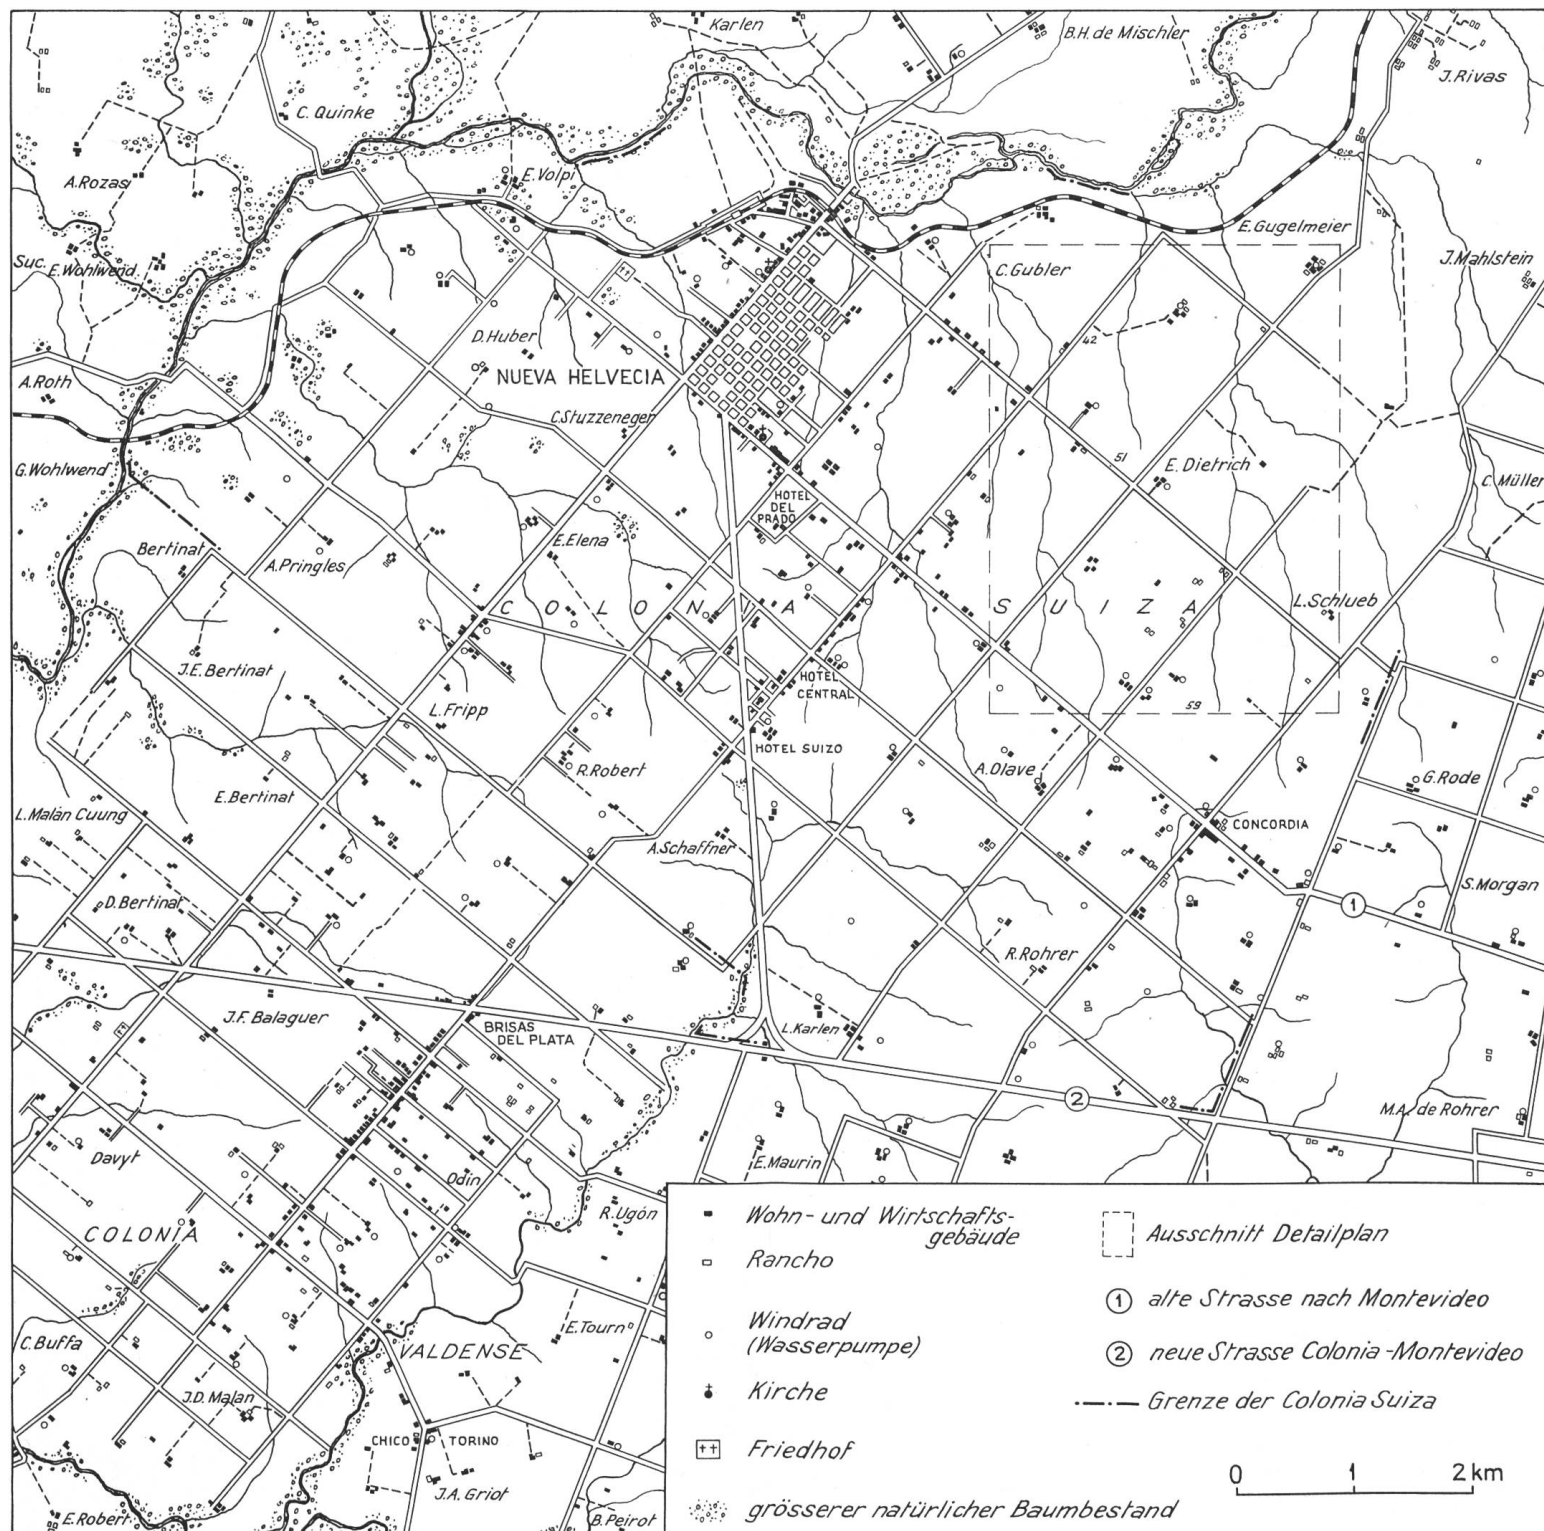 Karlen
B.H. de Mischler
J. Rivas
C. Quinke
A. Rozas
E. Volpi
E. Gugelmeier
Suc.
E. Wohlwend
C. Gubler
J. Mahlstein
D. Huber
42
A. Roth
NUEVA HELVECIA
C. Stuzzeneger
G. Wohlwend
51
E. Dietrich
C. Müller
HOTEL
DEL
PRADO
Bertinat
A. Pringles
E. Elena
COLONIA SUIZA
L. Schlueb
J.E. Bertinat
HOTEL
CENTRAL
L. Fripp
59
HOTEL SUIZO
R. Robert
A. Olave
G. Rode
E. Bertinat
L. Malan Cuung
CONCORDIA
A. Schaffner
S. Morgan
D. Bertinat
1
R. Rohrer
J.F. Balaguer
BRISAS
DEL PLATA
L. Karlen
2
M.A. de Rohrer
Davyt
E. Maurin
Odin
R. Ugón
COLONIA
VALDENSE
E. Tourn
C. Buffa
J.D. Malan
CHICO TORINO
J.A. Griot
E. Robert
B. Peirot
Wohn- und Wirtschafts-
gebäude
Rancho
Windrad
(Wasserpumpe)
Kirche
Friedhof
grösserer natürlicher Baumbestand
Ausschnitt Detailplan
1 alte Strasse nach Montevideo
2 neue Strasse Colonia-Montevideo
Grenze der Colonia Suiza
0 1 2 km